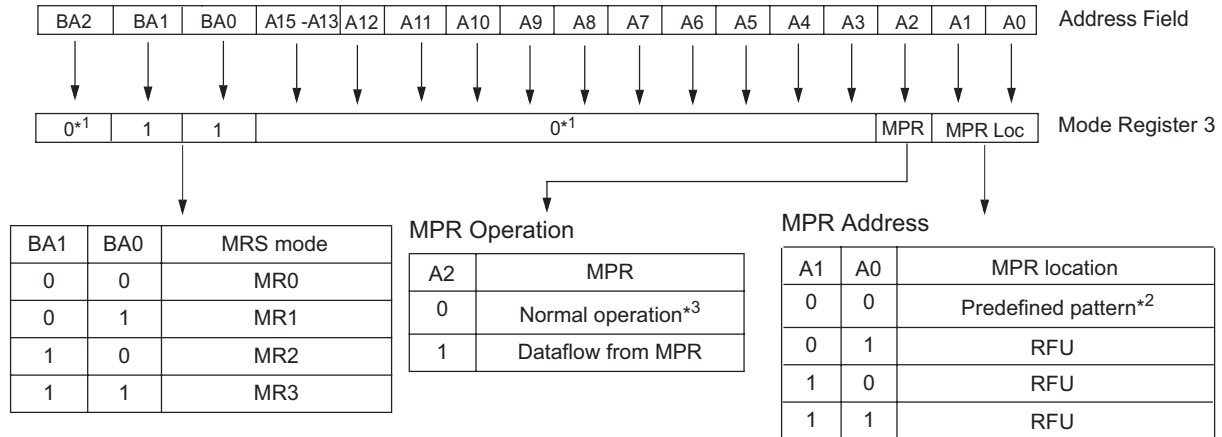 BA2 BA1 BA0 A15 -A13 A12 A11 A10 A9 A8 A7 A6 A5 A4 A3 A2 A1 A0 Address Field
0*1 1 1 0*1 MPR MPR Loc Mode Register 3
BA1 BA0 MRS mode
0 0 MR0
0 1 MR1
1 0 MR2
1 1 MR3
MPR Operation
A2 MPR
0 Normal operation*3
1 Dataflow from MPR
MPR Address
A1 A0 MPR location
0 0 Predefined pattern*2
0 1 RFU
1 0 RFU
1 1 RFU